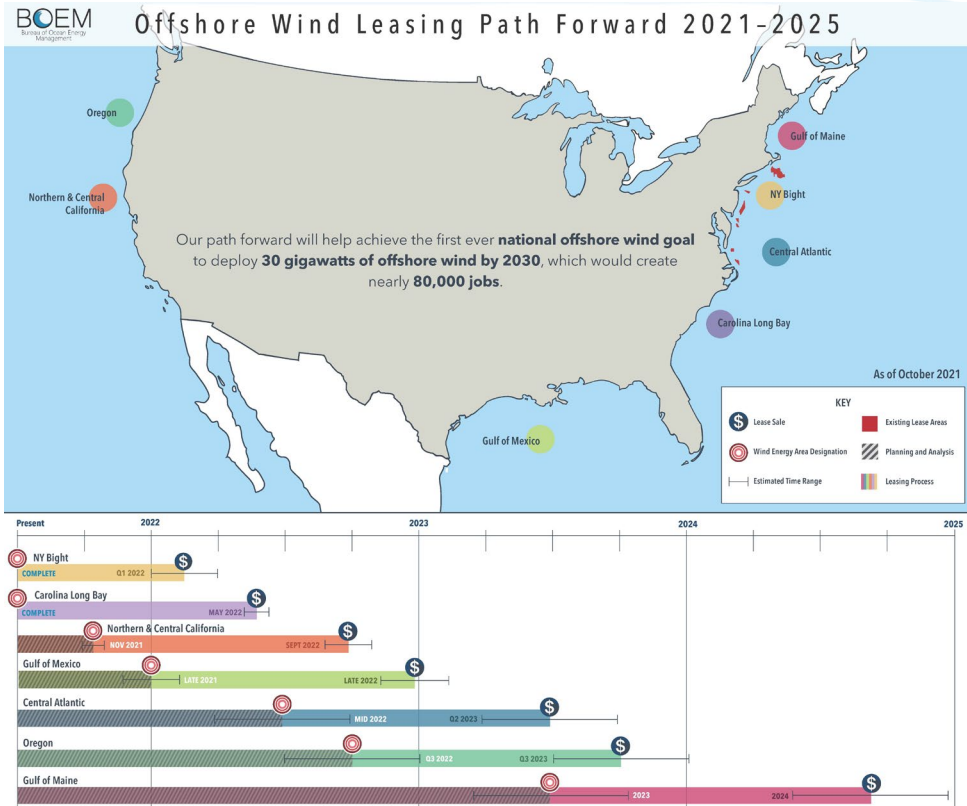 BOEM
Bureau of Ocean Energy
Management
Offshore Wind Leasing Path Forward 2021–2025
Oregon
Gulf of Maine
Northern & Central
California
NY Bight
Our path forward will help achieve the first ever national offshore wind goal
to deploy 30 gigawatts of offshore wind by 2030, which would create
nearly 80,000 jobs.
Central Atlantic
Carolina Long Bay
Gulf of Mexico
As of October 2021
KEY
$ Lease Sale
Existing Lease Areas
Wind Energy Area Designation
Planning and Analysis
Estimated Time Range
Leasing Process
Present 2022 2023 2024 2025
NY Bight $
COMPLETE Q1 2022
Carolina Long Bay $
COMPLETE MAY 2022
Northern & Central California $
NOV 2021 SEPT 2022
Gulf of Mexico $
LATE 2021 LATE 2022
Central Atlantic $
MID 2022 Q2 2023
Oregon $
Q3 2022 Q3 2023
Gulf of Maine $
2023 2024